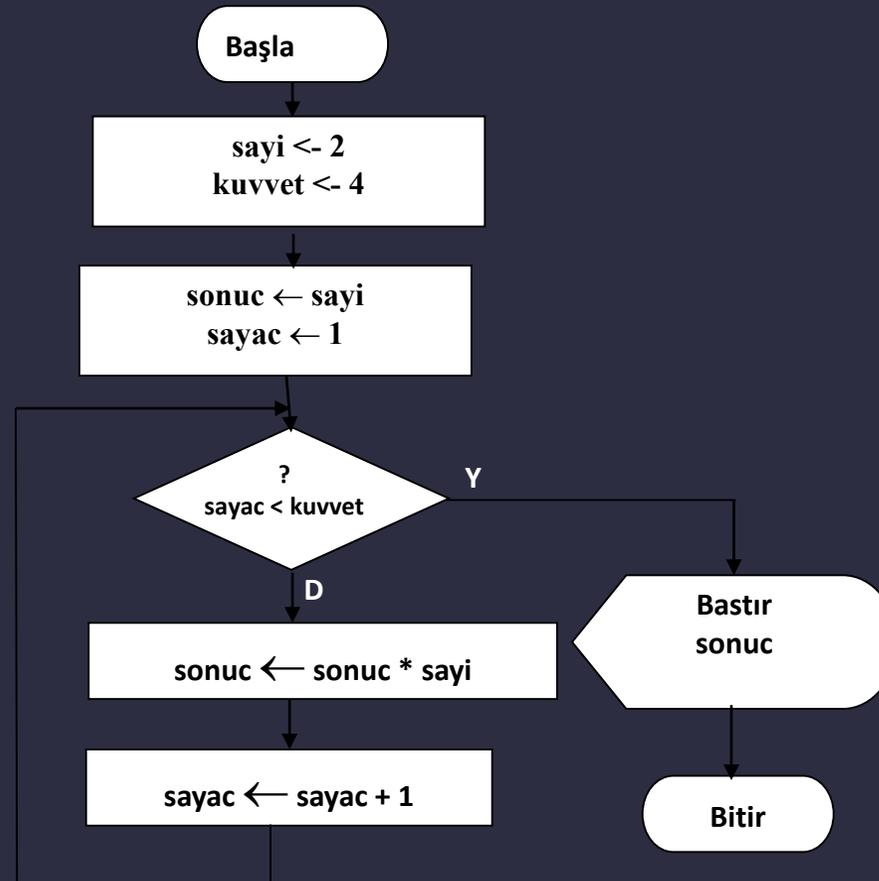 Başla
sayi <- 2
kuvvet <- 4
sonuc ← sayi
sayac ← 1
?
sayac < kuvvet
Y
D
sonuc ← sonuc * sayi
sayac ← sayac + 1
Bastır
sonuc
Bitir